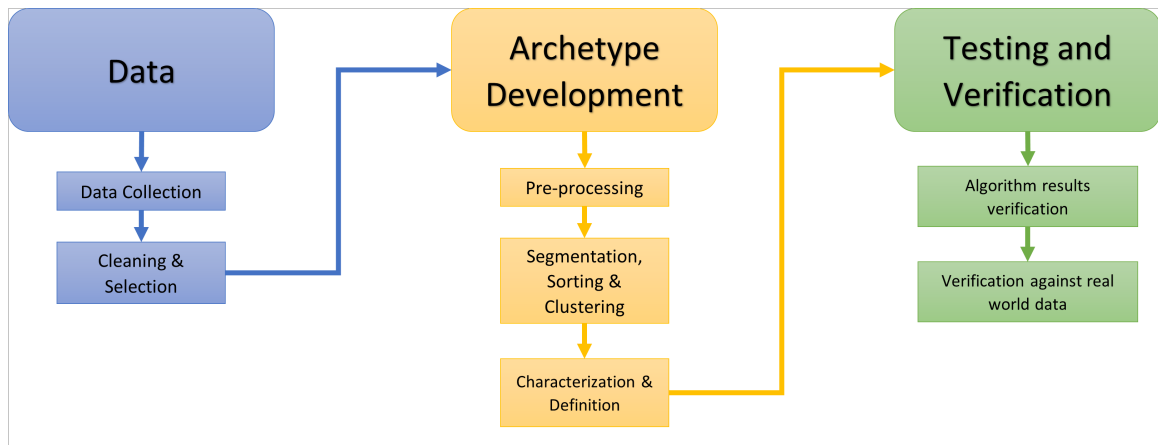 Data
Data Collection
Cleaning &
Selection
Archetype
Development
Pre-processing
Segmentation,
Sorting &
Clustering
Characterization &
Definition
Testing and
Verification
Algorithm results
verification
Verification against real
world data